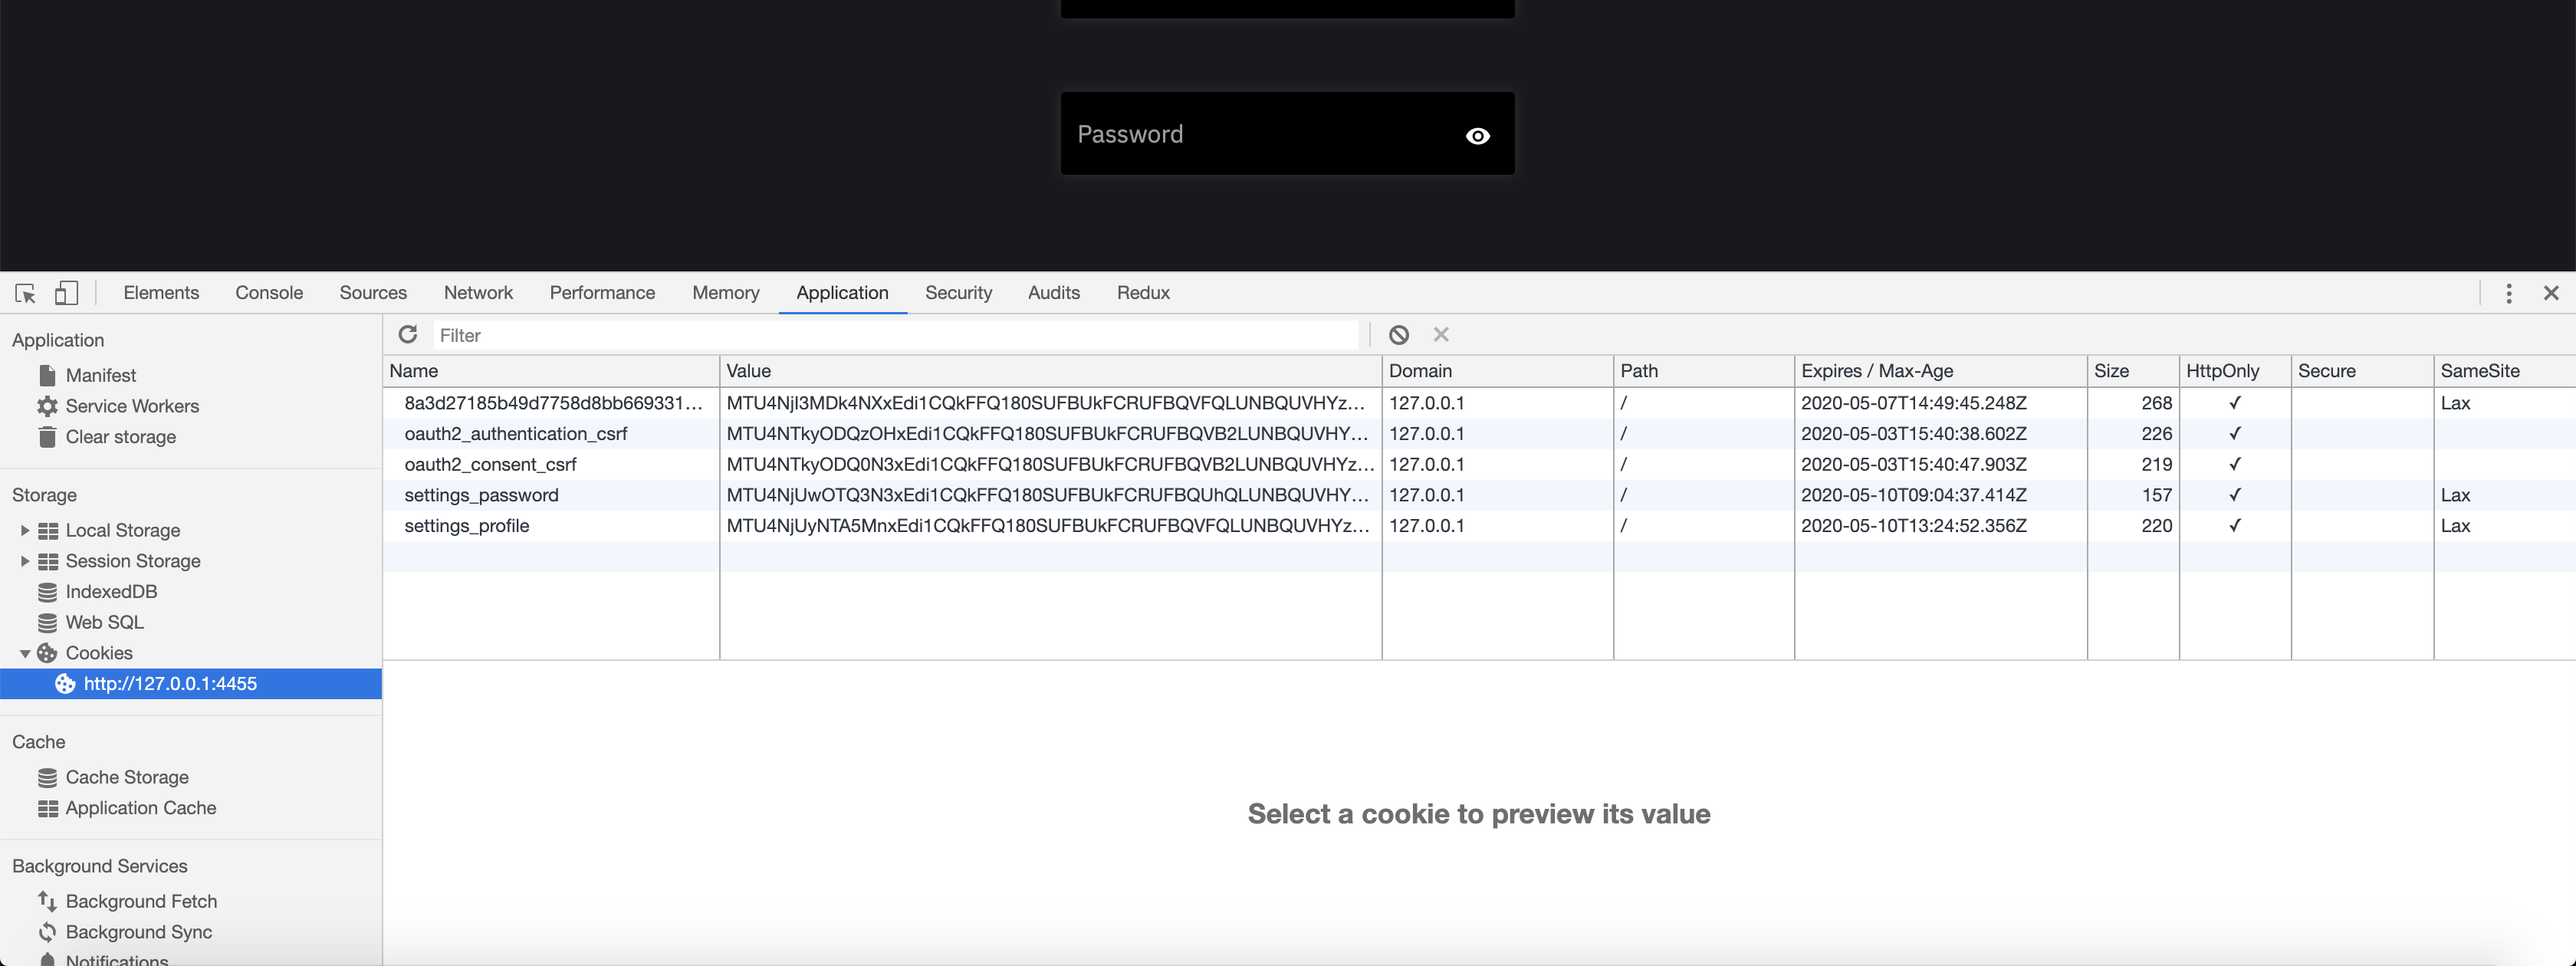 Password
Elements Console Sources Network Performance Memory Application Security Audits Redux
Application
Manifest
Service Workers
Clear storage
Storage
Local Storage
Session Storage
IndexedDB
Web SQL
Cookies
http://127.0.0.1:4455
Cache
Cache Storage
Application Cache
Background Services
Background Fetch
Background Sync
Notifications
Filter
Name Value Domain Path Expires / Max-Age Size HttpOnly Secure SameSite
8a3d27185b49d7758d8bb669331... MTU4NjI3MDk4NXxEdi1CQkFFQ180SUFBUkFCRUFBQVFQLUNBQUVHYz... 127.0.0.1 / 2020-05-07T14:49:45.248Z 268 ✓ Lax
oauth2_authentication_csrf MTU4NTkyODQzOHxEdi1CQkFFQ180SUFBUkFCRUFBQVB2LUNBQUVHY... 127.0.0.1 / 2020-05-03T15:40:38.602Z 226 ✓
oauth2_consent_csrf MTU4NTkyODQ0N3xEdi1CQkFFQ180SUFBUkFCRUFBQVB2LUNBQUVHYz... 127.0.0.1 / 2020-05-03T15:40:47.903Z 219 ✓
settings_password MTU4NjUwOTQ3N3xEdi1CQkFFQ180SUFBUkFCRUFBQUhQLUNBQUVHY... 127.0.0.1 / 2020-05-10T09:04:37.414Z 157 ✓ Lax
settings_profile MTU4NjUyNTA5MnxEdi1CQkFFQ180SUFBUkFCRUFBQVFQLUNBQUVHYz... 127.0.0.1 / 2020-05-10T13:24:52.356Z 220 ✓ Lax
Select a cookie to preview its value